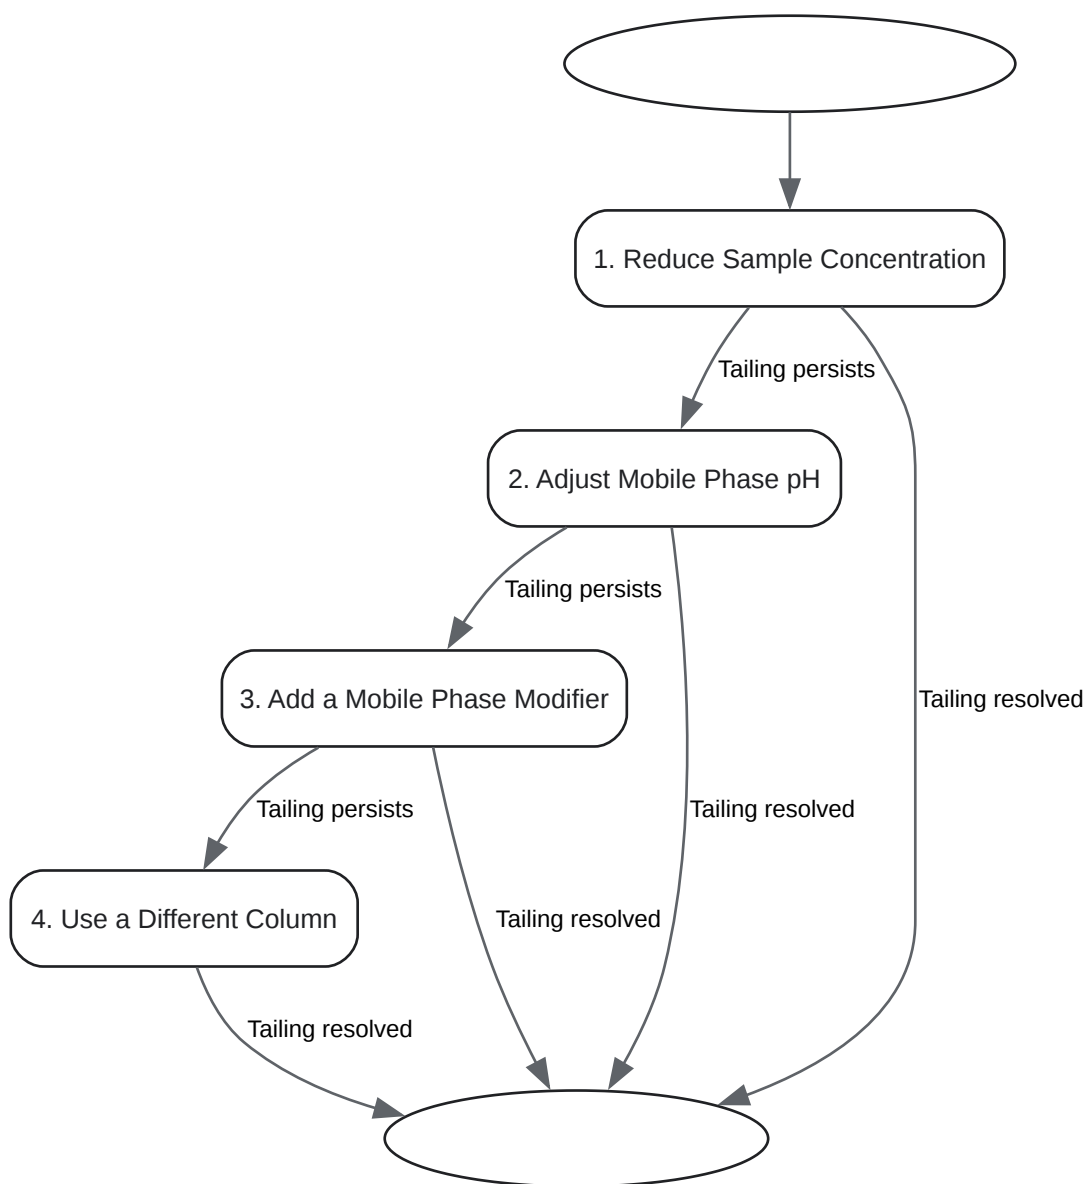 1. Reduce Sample Concentration
Tailing persists
2. Adjust Mobile Phase pH
Tailing persists
3. Add a Mobile Phase Modifier
Tailing resolved
Tailing persists
Tailing resolved
4. Use a Different Column
Tailing resolved
Tailing resolved